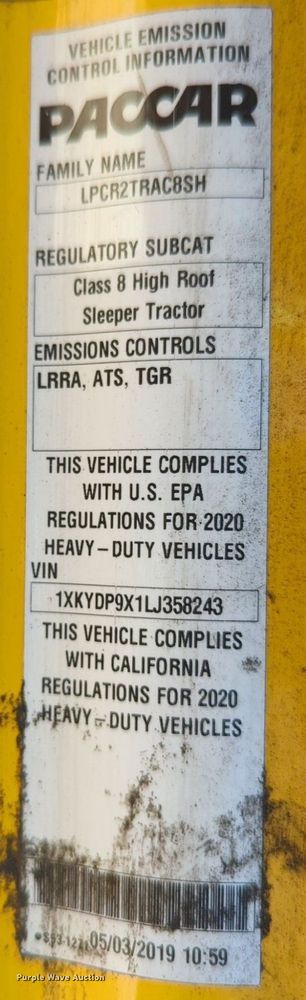 VEHICLE EMISSION
CONTROL INFORMATION
PACCAR
FAMILY NAME
LPCR2TRAC8SH
REGULATORY SUBCAT
Class 8 High Roof
Sleeper Tractor
EMISSIONS CONTROLS
LRRA, ATS, TGR
THIS VEHICLE COMPLIES
WITH U.S. EPA
REGULATIONS FOR 2020
HEAVY-DUTY VEHICLES
VIN
1XKYDP9X1LJ358243
THIS VEHICLE COMPLIES
WITH CALIFORNIA
REGULATIONS FOR 2020
HEAVY-DUTY VEHICLES
05/03/2019 10:59
Purple Wave Auction